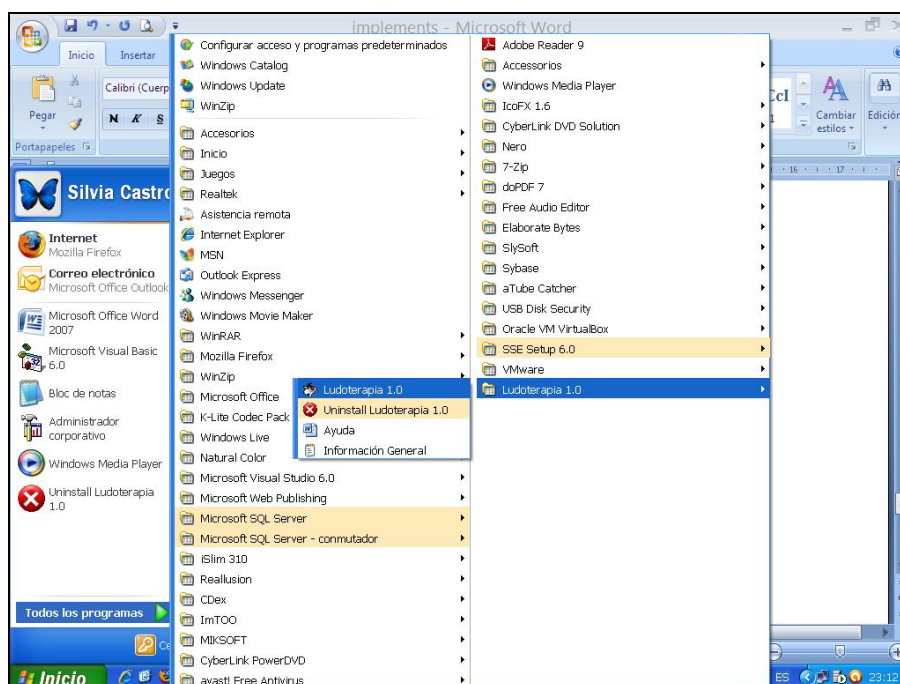 implements - Microsoft Word
Inicio
Insertar
Pegar
Calibri (Cuerp
N K S
Portapapeles
Cambiar
estilos
Edición
16 17
Silvia Castro
Internet
Mozilla Firefox
Correo electrónico
Microsoft Office Outlook
Microsoft Office Word
2007
Microsoft Visual Basic
6.0
Bloc de notas
Administrador
corporativo
Windows Media Player
Uninstall Ludoterapia
1.0
Todos los programas
Ce
Inicio
Configurar acceso y programas predeterminados
Windows Catalog
Windows Update
WinZip
Accesorios
Inicio
Juegos
Realtek
Asistencia remota
Internet Explorer
MSN
Outlook Express
Windows Messenger
Windows Movie Maker
WinRAR
Mozilla Firefox
WinZip
Microsoft Office
K-Lite Codec Pack
Windows Live
Natural Color
Microsoft Visual Studio 6.0
Microsoft Web Publishing
Microsoft SQL Server
Microsoft SQL Server - conmutador
iSlim 310
Reallusion
CDex
ImTOO
MIKSOFT
CyberLink PowerDVD
avast! Free Antivirus
Adobe Reader 9
Accessorios
Windows Media Player
IcoFX 1.6
CyberLink DVD Solution
Nero
7-Zip
doPDF 7
Free Audio Editor
Elaborate Bytes
SlySoft
Sybase
aTube Catcher
USB Disk Security
Oracle VM VirtualBox
SSE Setup 6.0
VMware
Ludoterapia 1.0
Ludoterapia 1.0
Uninstall Ludoterapia 1.0
Ayuda
Información General
ES
23:12